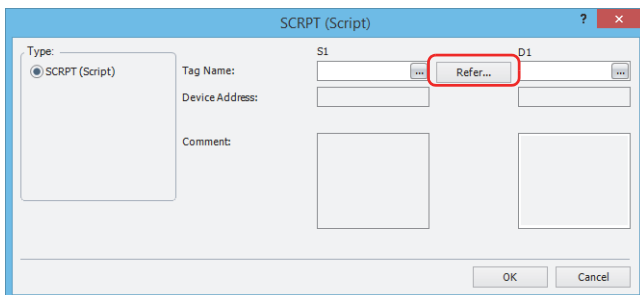 SCRPT (Script)
? ×
Type:
SCRPT (Script)
S1
D1
Tag Name:
...
Refer...
...
Device Address:
Comment:
OK
Cancel